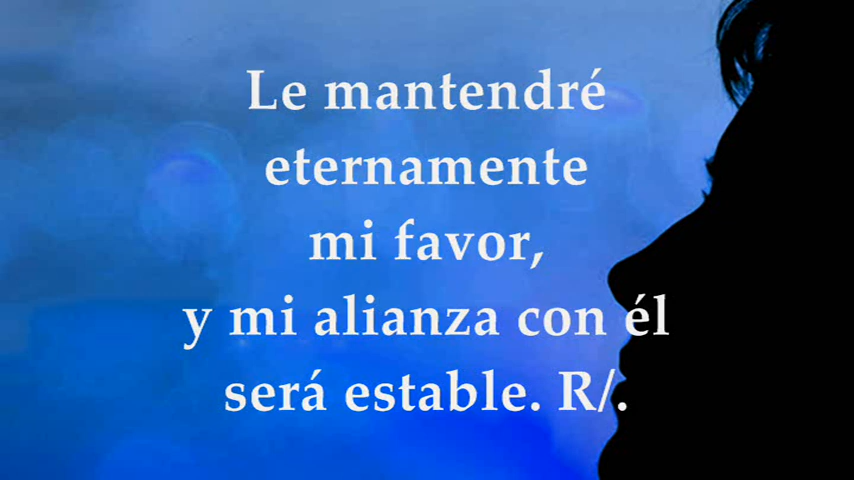 Le mantendré
eternamente
mi favor,
y mi alianza con él
será estable. R/.